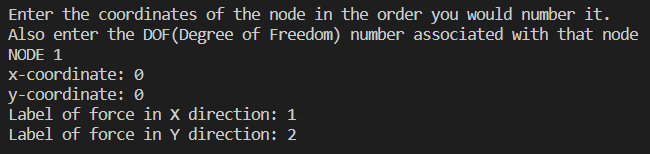 Enter the coordinates of the node in the order you would number it.
Also enter the DOF(Degree of Freedom) number associated with that node
NODE 1
x-coordinate: 0
y-coordinate: 0
Label of force in X direction: 1
Label of force in Y direction: 2